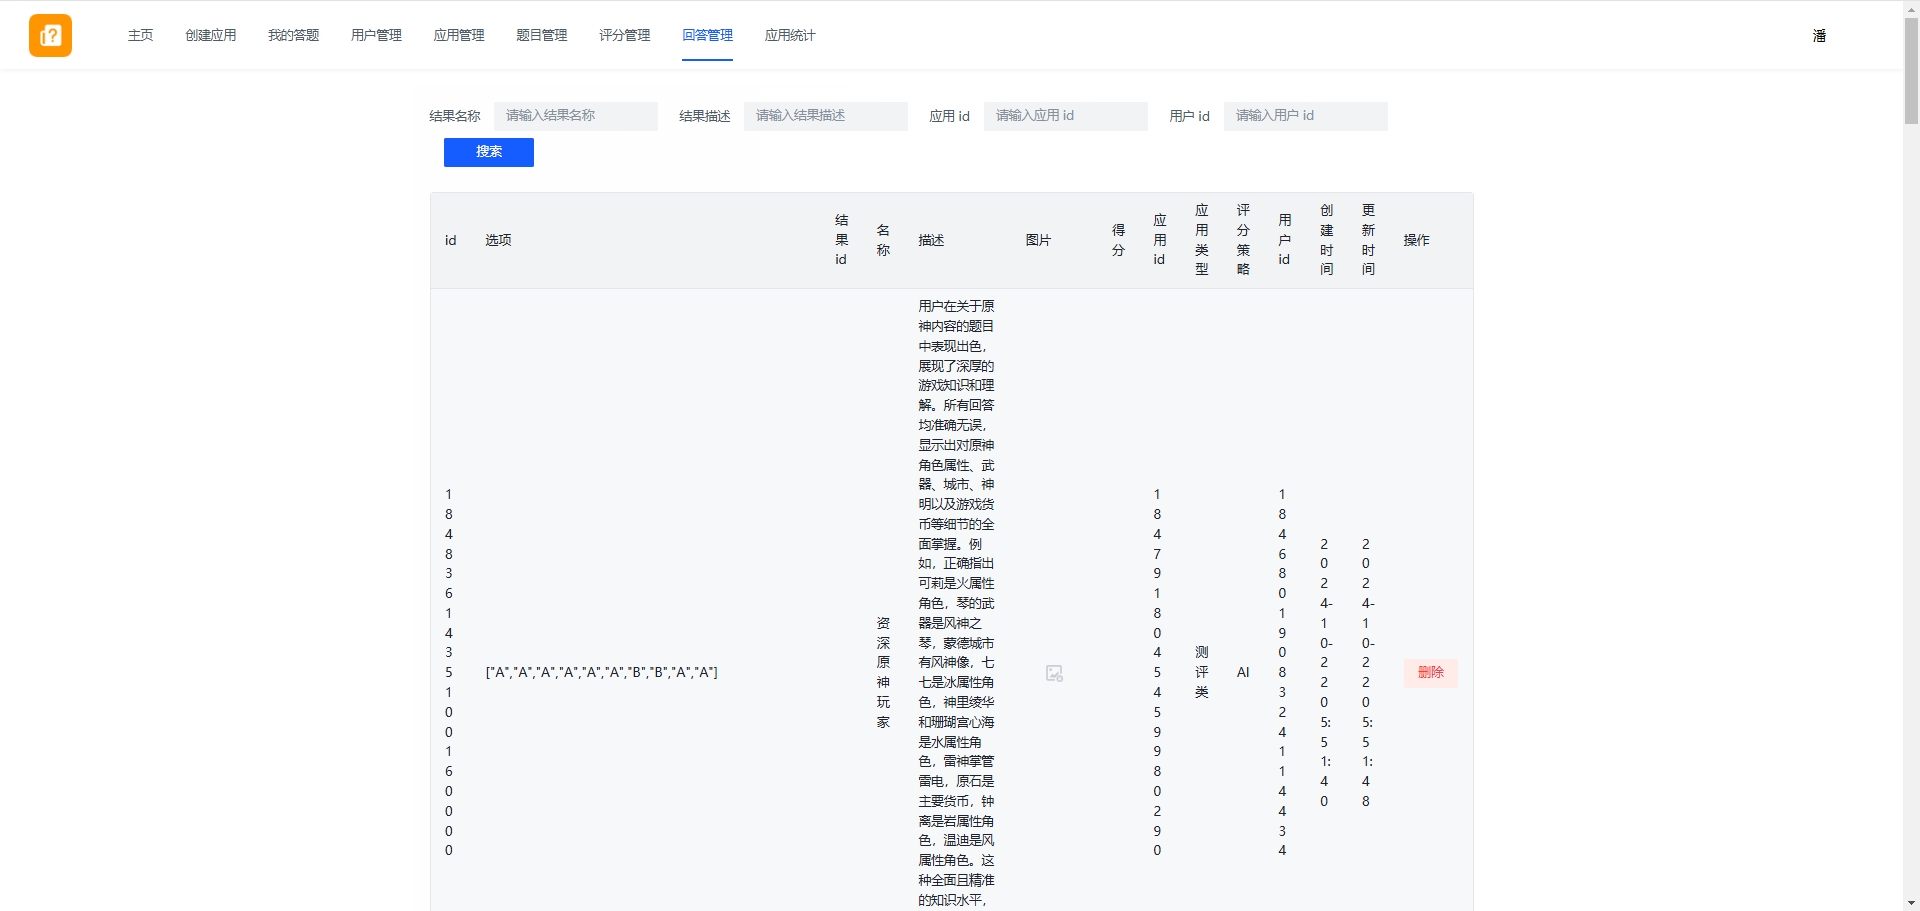 主页 创建应用 我的答题 用户管理 应用管理 题目管理 评分管理 回答管理 应用统计 潘
结果名称 请输入结果名称 结果描述 请输入结果描述 应用 id 请输入应用 id 用户 id 请输入用户 id
搜索
id 选项 结果id 名称 描述 图片 得分 应用id 应用类型 评分策略 用户id 创建时间 更新时间 操作
1848361435100160000
["A","A","A","A","A","A","B","B","A","A"]
资深原神玩家
用户在关于原
神内容的题目
中表现出色，
展现了深厚的
游戏知识和理
解。所有回答
均准确无误，
显示出对原神
角色属性、武
器、城市、神
明以及游戏货
币等细节的全
面掌握。例
如，正确指出
可莉是火属性
角色，琴的武
器是风神之
琴，蒙德城市
有风神像，七
七是冰属性角
色，神里绫华
和珊瑚宫心海
是水属性角
色，雷神掌管
雷电，原石是
主要货币，钟
离是岩属性角
色，温迪是风
属性角色。这
种全面且精准
的知识水平，
1847918045459980290
测评类
AI
1846801908324114434
2024-10-22 05:51:40
2024-10-22 05:51:48
删除